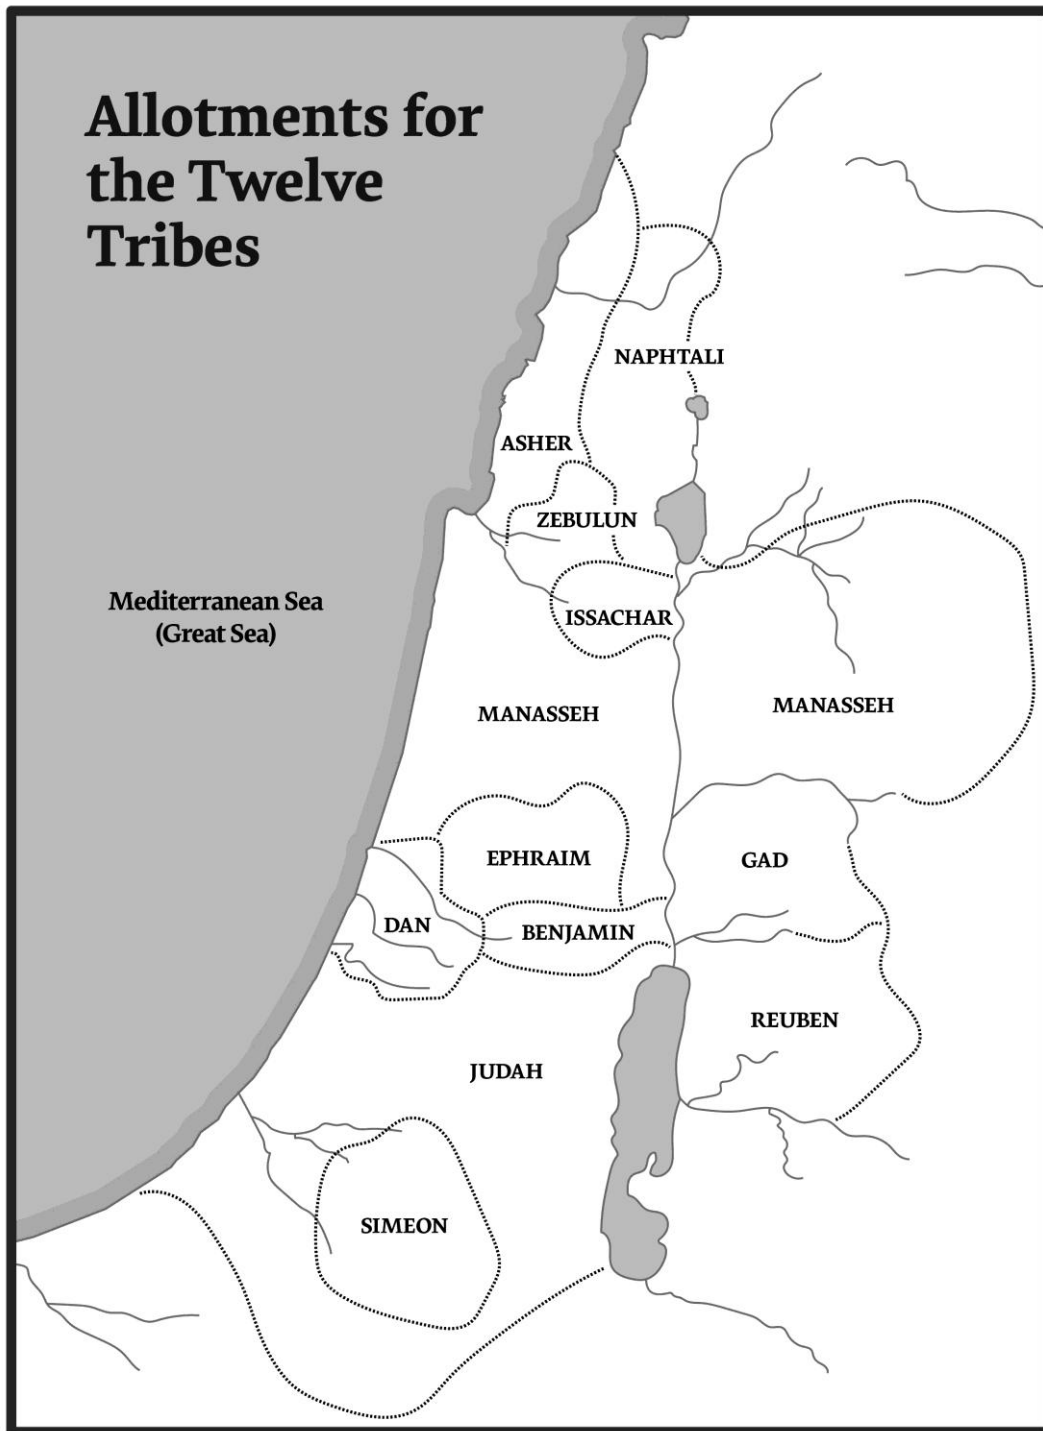 Allotments for
the Twelve
Tribes
NAPHTALI
ASHER
ZEBULUN
Mediterranean Sea
(Great Sea)
ISSACHAR
MANASSEH
MANASSEH
EPHRAIM
GAD
DAN
BENJAMIN
REUBEN
JUDAH
SIMEON